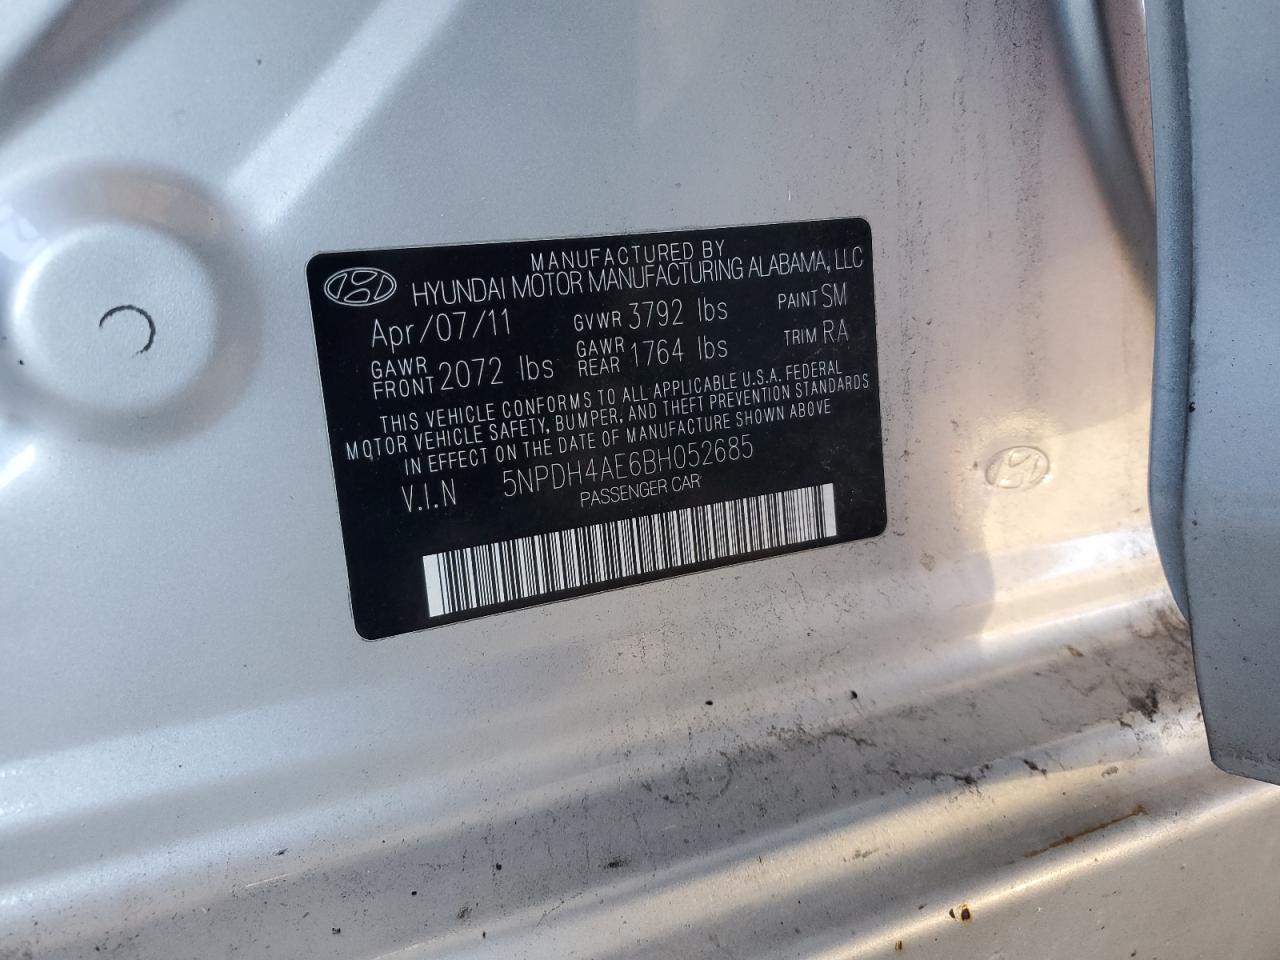 MANUFACTURED BY
HYUNDAI MOTOR MANUFACTURING ALABAMA, LLC
Apr/07/11 GVWR 3792 lbs PAINT SM
GAWR FRONT 2072 lbs GAWR REAR 1764 lbs TRIM RA
THIS VEHICLE CONFORMS TO ALL APPLICABLE U.S.A. FEDERAL
MOTOR VEHICLE SAFETY, BUMPER, AND THEFT PREVENTION STANDARDS
IN EFFECT ON THE DATE OF MANUFACTURE SHOWN ABOVE
V.I.N 5NPDH4AE6BH052685
PASSENGER CAR